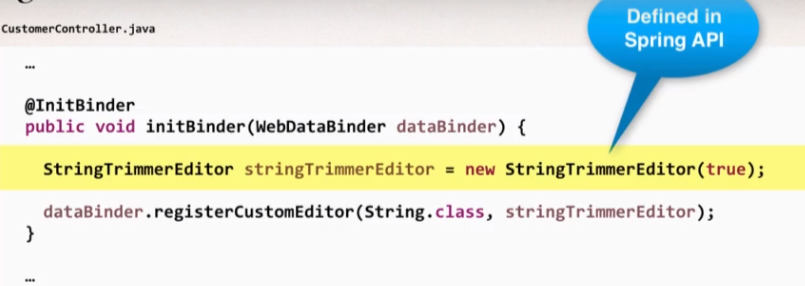 CustomerController.java
Defined in
Spring API
…
@InitBinder
public void initBinder(WebDataBinder dataBinder) {
StringTrimmerEditor stringTrimmerEditor = new StringTrimmerEditor(true);
dataBinder.registerCustomEditor(String.class, stringTrimmerEditor);
}
…